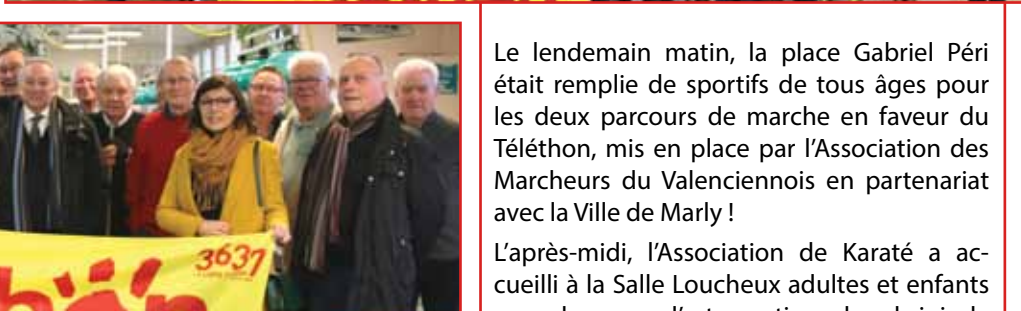 3637
Le lendemain matin, la place Gabriel Péri
était remplie de sportifs de tous âges pour
les deux parcours de marche en faveur du
Téléthon, mis en place par l'Association des
Marcheurs du Valenciennois en partenariat
avec la Ville de Marly !
L'après-midi, l'Association de Karaté a ac-
cueilli à la Salle Loucheux adultes et enfants